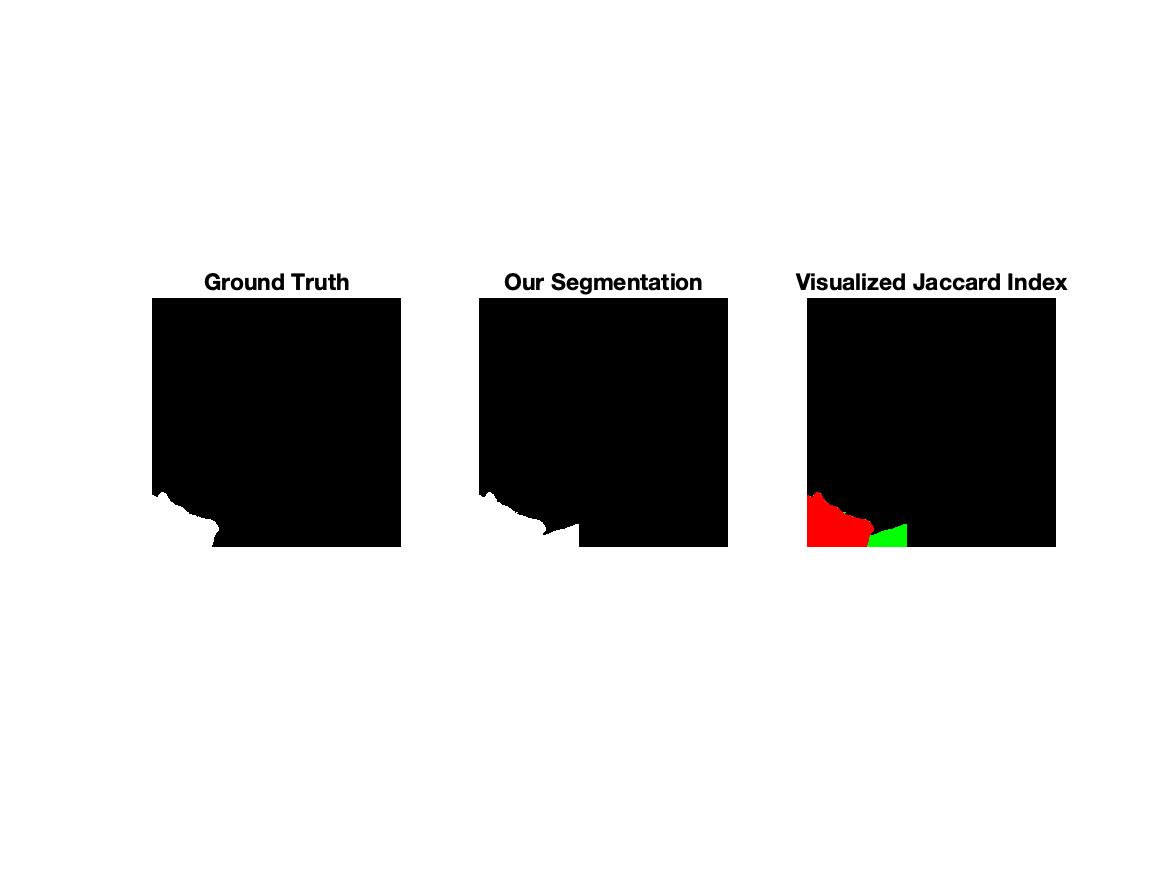 Ground Truth
Our Segmentation
Visualized Jaccard Index